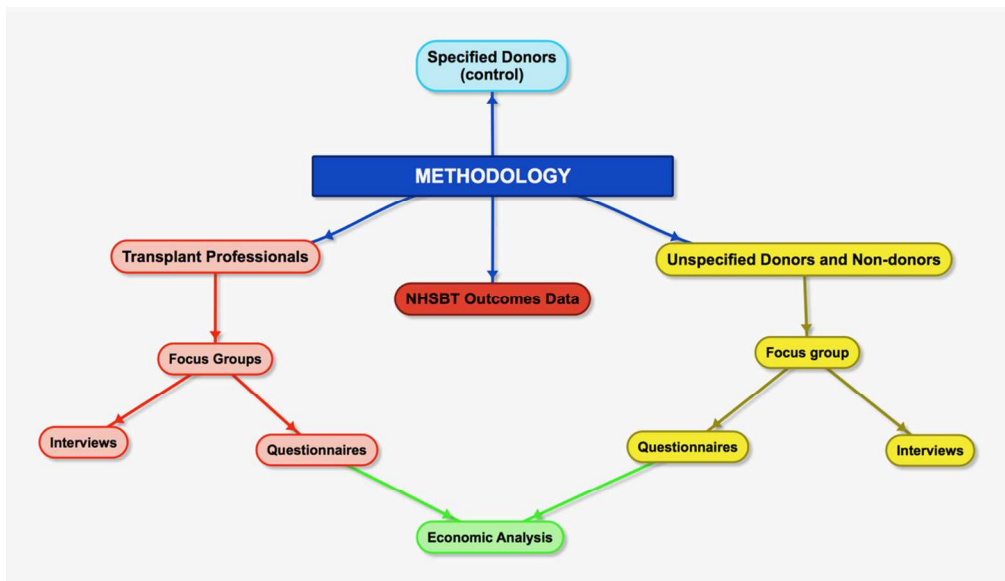 Specified Donors
(control)
METHODOLOGY
Transplant Professionals
Unspecified Donors and Non-donors
NHSBT Outcomes Data
Focus Groups
Focus group
Interviews
Questionnaires
Questionnaires
Interviews
Economic Analysis